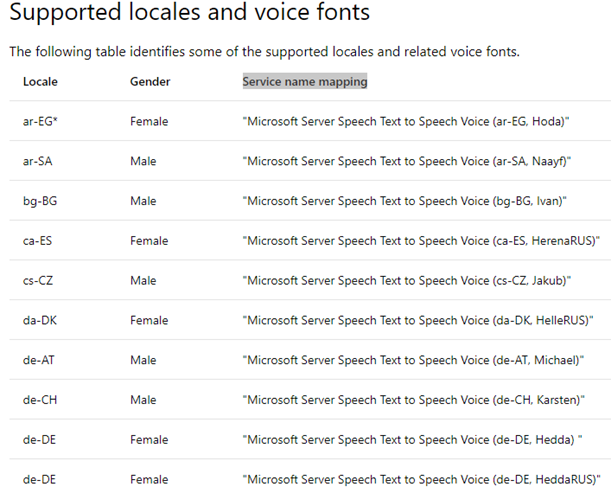 Supported locales and voice fonts
The following table identifies some of the supported locales and related voice fonts.
Locale Gender Service name mapping
ar-EG* Female "Microsoft Server Speech Text to Speech Voice (ar-EG, Hoda)"
ar-SA Male "Microsoft Server Speech Text to Speech Voice (ar-SA, Naayf)"
bg-BG Male "Microsoft Server Speech Text to Speech Voice (bg-BG, Ivan)"
ca-ES Female "Microsoft Server Speech Text to Speech Voice (ca-ES, HerenaRUS)"
cs-CZ Male "Microsoft Server Speech Text to Speech Voice (cs-CZ, Jakub)"
da-DK Female "Microsoft Server Speech Text to Speech Voice (da-DK, HelleRUS)"
de-AT Male "Microsoft Server Speech Text to Speech Voice (de-AT, Michael)"
de-CH Male "Microsoft Server Speech Text to Speech Voice (de-CH, Karsten)"
de-DE Female "Microsoft Server Speech Text to Speech Voice (de-DE, Hedda) "
de-DE Female "Microsoft Server Speech Text to Speech Voice (de-DE, HeddaRUS)"